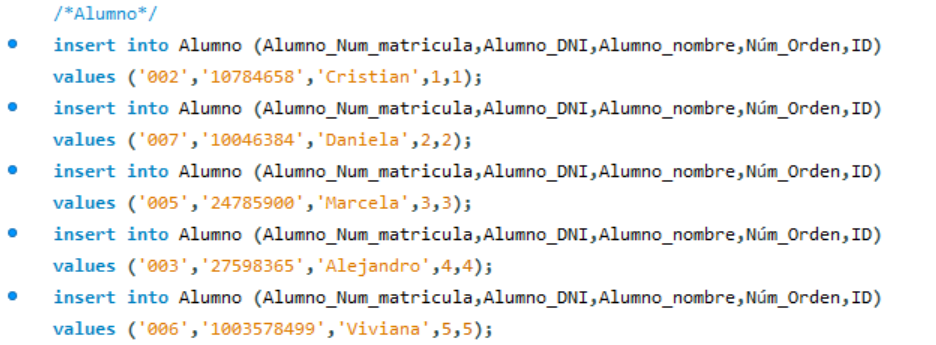 /*Alumno*/
insert into Alumno (Alumno_Num_matricula,Alumno_DNI,Alumno_nombre,Núm_Orden,ID)
values ('002','10784658','Cristian',1,1);
insert into Alumno (Alumno_Num_matricula,Alumno_DNI,Alumno_nombre,Núm_Orden,ID)
values ('007','10046384','Daniela',2,2);
insert into Alumno (Alumno_Num_matricula,Alumno_DNI,Alumno_nombre,Núm_Orden,ID)
values ('005','24785900','Marcela',3,3);
insert into Alumno (Alumno_Num_matricula,Alumno_DNI,Alumno_nombre,Núm_Orden,ID)
values ('003','27598365','Alejandro',4,4);
insert into Alumno (Alumno_Num_matricula,Alumno_DNI,Alumno_nombre,Núm_Orden,ID)
values ('006','1003578499','Viviana',5,5);